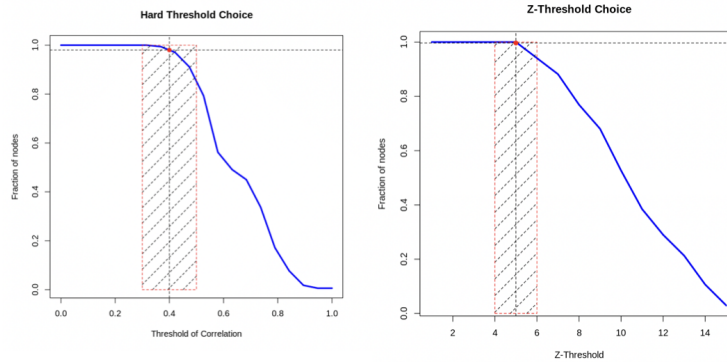 Hard Threshold Choice
Fraction of nodes
1.0
0.8
0.6
0.4
0.2
0.0
0.0 0.2 0.4 0.6 0.8 1.0
Threshold of Correlation
Z-Threshold Choice
Fraction of nodes
1.0
0.8
0.6
0.4
0.2
0.0
2 4 6 8 10 12 14
Z-Threshold